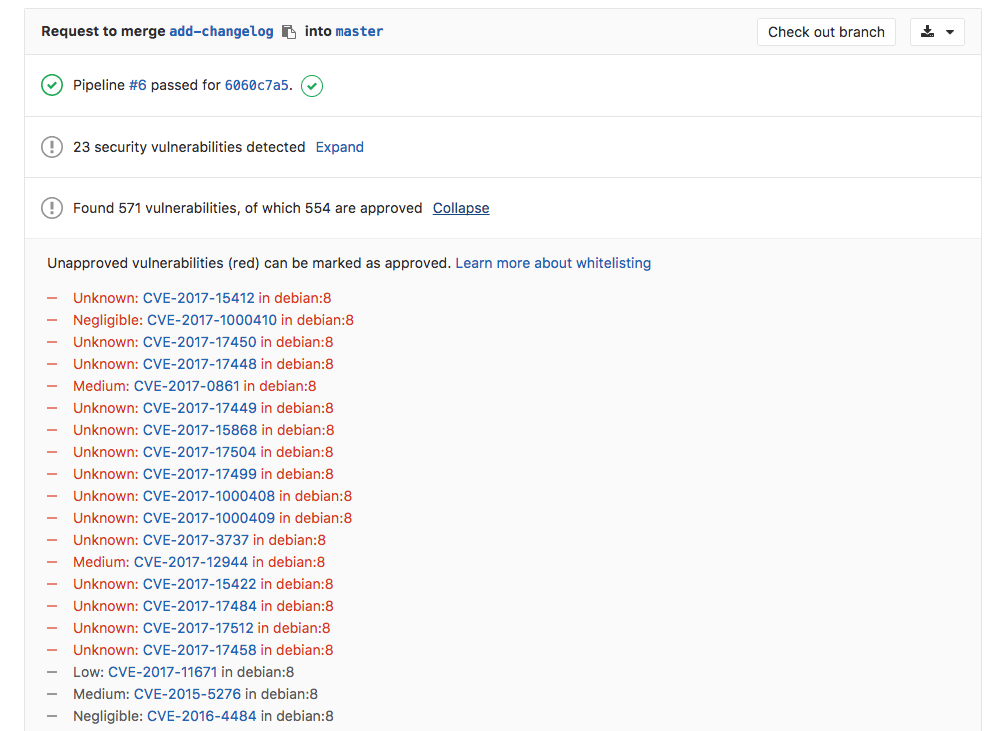 Request to merge add-changelog into master Check out branch
Pipeline #6 passed for 6060c7a5.
23 security vulnerabilities detected Expand
Found 571 vulnerabilities, of which 554 are approved Collapse
Unapproved vulnerabilities (red) can be marked as approved. Learn more about whitelisting
— Unknown: CVE-2017-15412 in debian:8
— Negligible: CVE-2017-1000410 in debian:8
— Unknown: CVE-2017-17450 in debian:8
— Unknown: CVE-2017-17448 in debian:8
— Medium: CVE-2017-0861 in debian:8
— Unknown: CVE-2017-17449 in debian:8
— Unknown: CVE-2017-15868 in debian:8
— Unknown: CVE-2017-17504 in debian:8
— Unknown: CVE-2017-17499 in debian:8
— Unknown: CVE-2017-1000408 in debian:8
— Unknown: CVE-2017-1000409 in debian:8
— Unknown: CVE-2017-3737 in debian:8
— Medium: CVE-2017-12944 in debian:8
— Unknown: CVE-2017-15422 in debian:8
— Unknown: CVE-2017-17484 in debian:8
— Unknown: CVE-2017-17512 in debian:8
— Unknown: CVE-2017-17458 in debian:8
— Low: CVE-2017-11671 in debian:8
— Medium: CVE-2015-5276 in debian:8
— Negligible: CVE-2016-4484 in debian:8